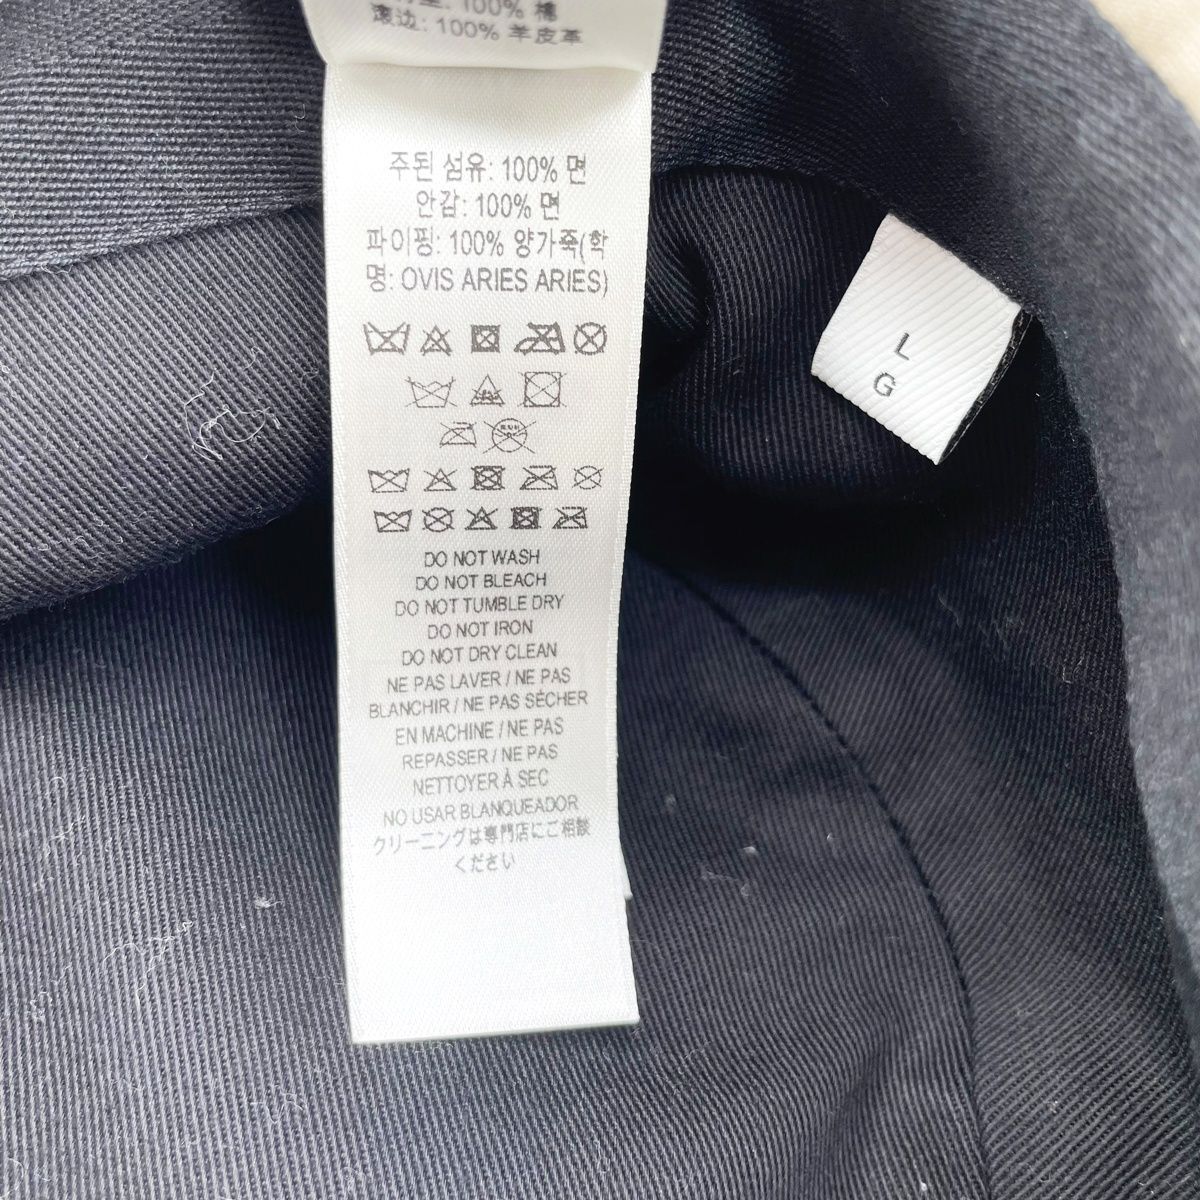 100% 棉
滚边: 100% 羊皮革
주된 섬유: 100% 면
안감: 100% 면
파이핑: 100% 양가죽(학
명: OVIS ARIES ARIES)
DO NOT WASH
DO NOT BLEACH
DO NOT TUMBLE DRY
DO NOT IRON
DO NOT DRY CLEAN
NE PAS LAVER / NE PAS
BLANCHIR / NE PAS SÉCHER
EN MACHINE / NE PAS
REPASSER / NE PAS
NETTOYER À SEC
NO USAR BLANQUEADOR
クリーニングは専門店にご相談
ください
L
G